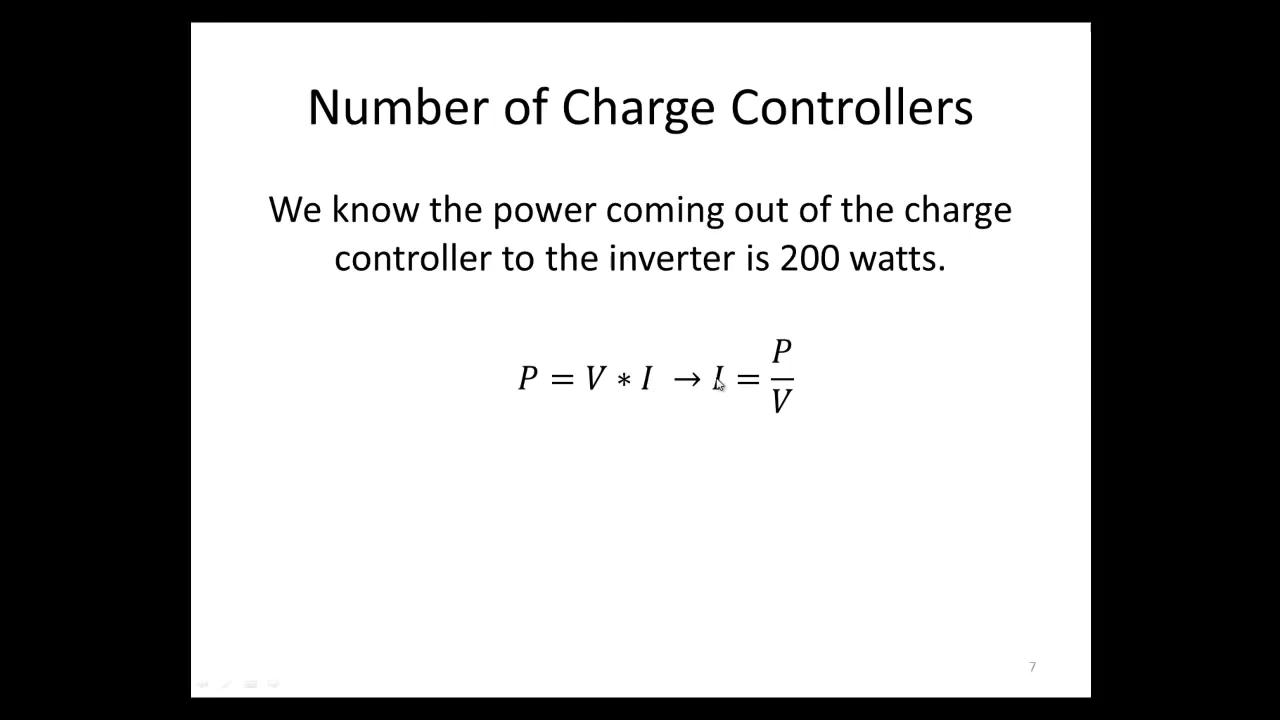 Number of Charge Controllers
We know the power coming out of the charge
controller to the inverter is 200 watts.
P = V * I → I = P/V
7